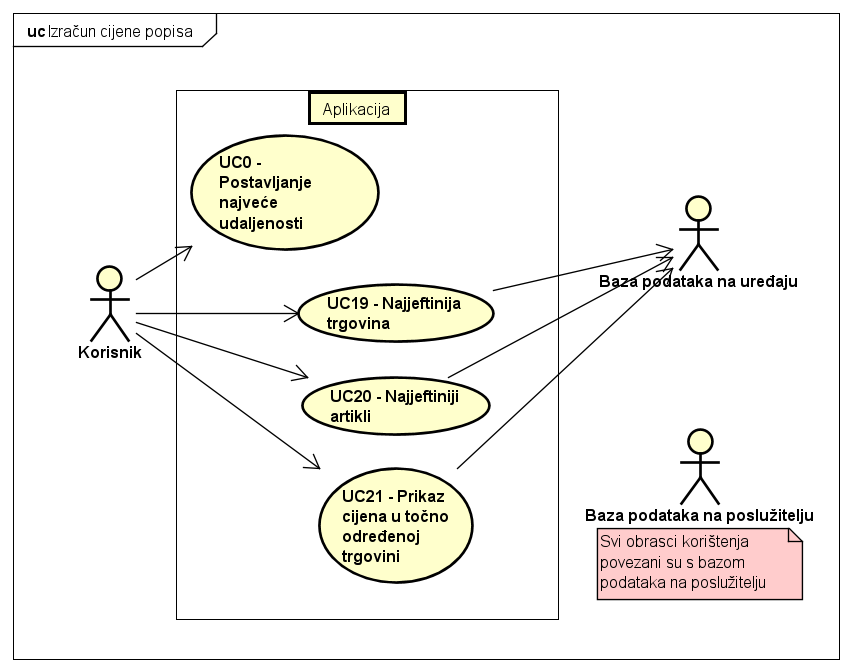 uc Izračun cijene popisa
Aplikacija
UC0 -
Postavljanje
najveće
udaljenosti
Korisnik
UC19 - Najjeftinija
trgovina
UC20 - Najjeftiniji
artikli
UC21 - Prikaz
cijena u točno
određenoj
trgovini
Baza podataka na uređaju
Baza podataka na poslužitelju
Svi obrasci korištenja
povezani su s bazom
podataka na poslužitelju